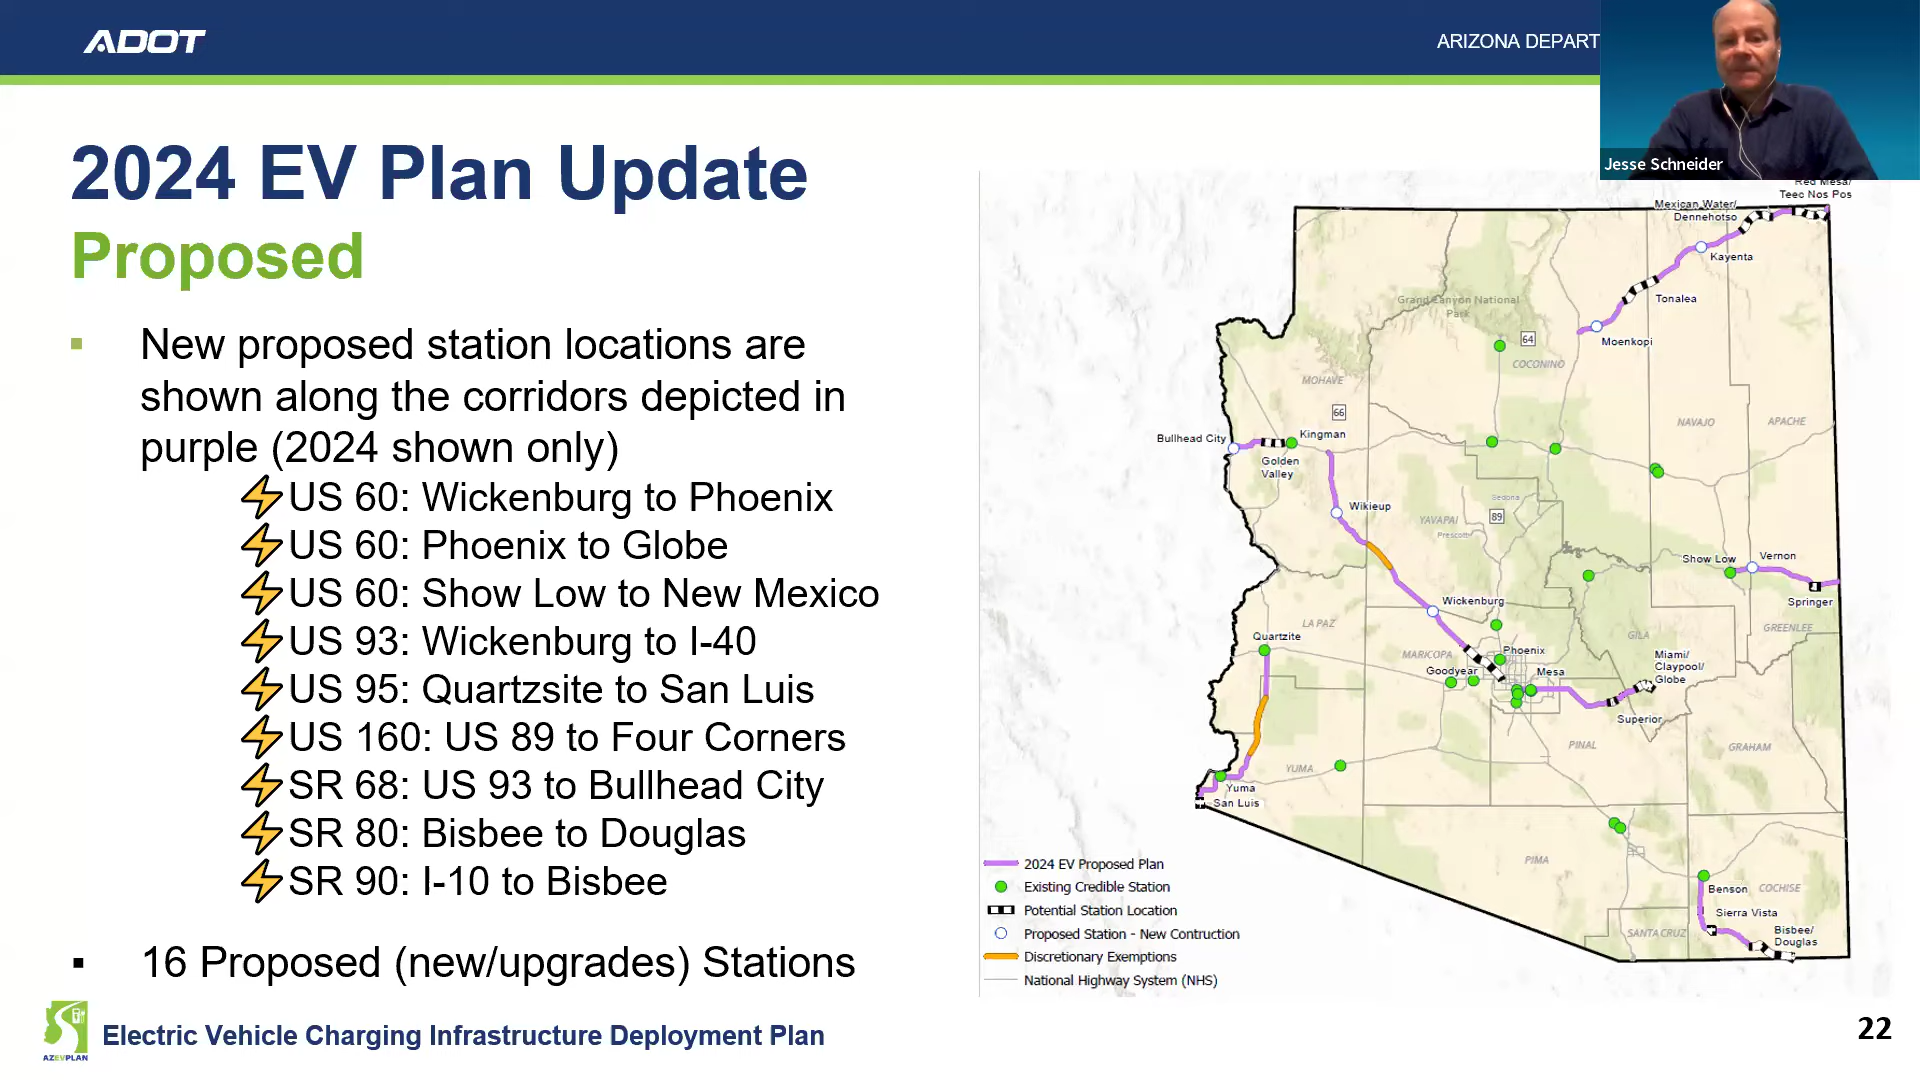 ADOT
ARIZONA DEPART
Jesse Schneider
2024 EV Plan Update
Proposed
New proposed station locations are
shown along the corridors depicted in
purple (2024 shown only)
US 60: Wickenburg to Phoenix
US 60: Phoenix to Globe
US 60: Show Low to New Mexico
US 93: Wickenburg to I-40
US 95: Quartzsite to San Luis
US 160: US 89 to Four Corners
SR 68: US 93 to Bullhead City
SR 80: Bisbee to Douglas
SR 90: I-10 to Bisbee
16 Proposed (new/upgrades) Stations
Red Mesa/
Teec Nos Pos
Mexican Water/
Dennehotso
Kayenta
Tonalea
Moenkopi
Grand Canyon National
Park
64
COCONINO
MOHAVE
66
NAVAJO
APACHE
Bullhead City
Kingman
Golden
Valley
Wikieup
Sedona
89
YAVAPAI
Prescott
Show Low
Vernon
Springer
GREENLEE
Wickenburg
LA PAZ
Quartzite
GILA
MARICOPA
Phoenix
Goodyear
Mesa
Miami/
Claypool/
Globe
Superior
PINAL
GRAHAM
YUMA
Yuma
San Luis
PIMA
Benson
COCHISE
Sierra Vista
SANTA CRUZ
Bisbee/
Douglas
2024 EV Proposed Plan
Existing Credible Station
Potential Station Location
Proposed Station - New Contruction
Discretionary Exemptions
National Highway System (NHS)
AZEVPLAN
Electric Vehicle Charging Infrastructure Deployment Plan
22